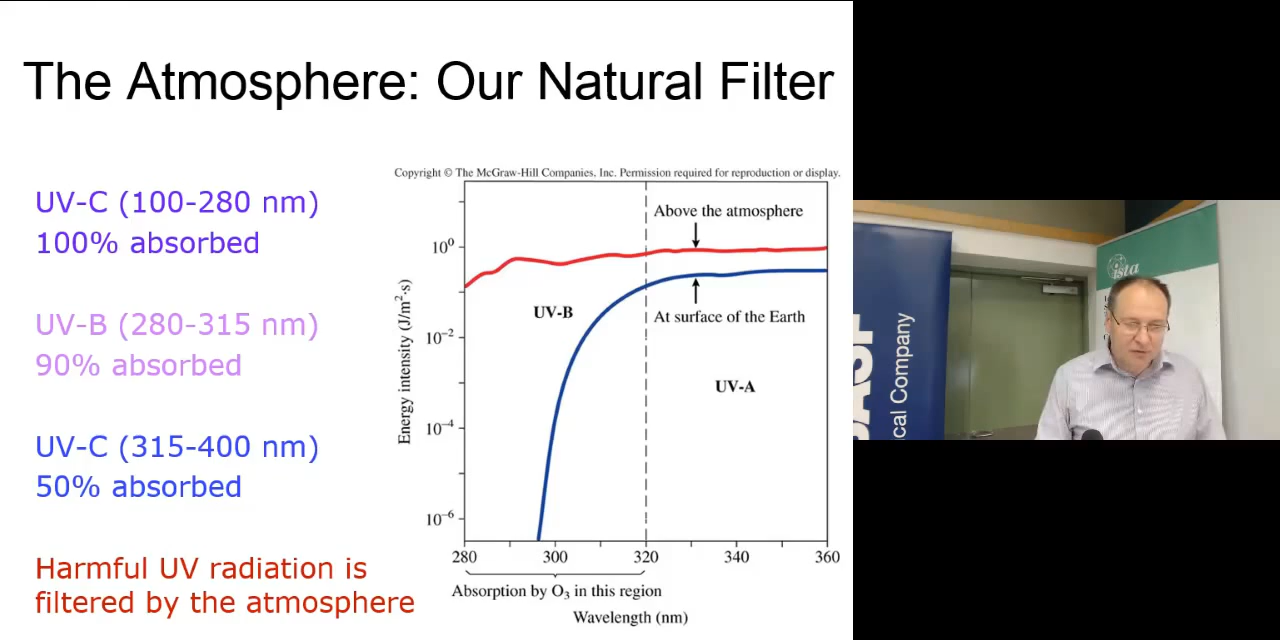 The Atmosphere: Our Natural Filter
UV-C (100-280 nm)
100% absorbed
UV-B (280-315 nm)
90% absorbed
UV-C (315-400 nm)
50% absorbed
Harmful UV radiation is
filtered by the atmosphere
Copyright © The McGraw-Hill Companies, Inc. Permission required for reproduction or display.
Above the atmosphere
10⁰
UV-B
At surface of the Earth
10⁻²
UV-A
10⁻⁴
10⁻⁶
Energy intensity (J/m²·s)
280 300 320 340 360
Absorption by O₃ in this region
Wavelength (nm)
ista
BASF
cal Company